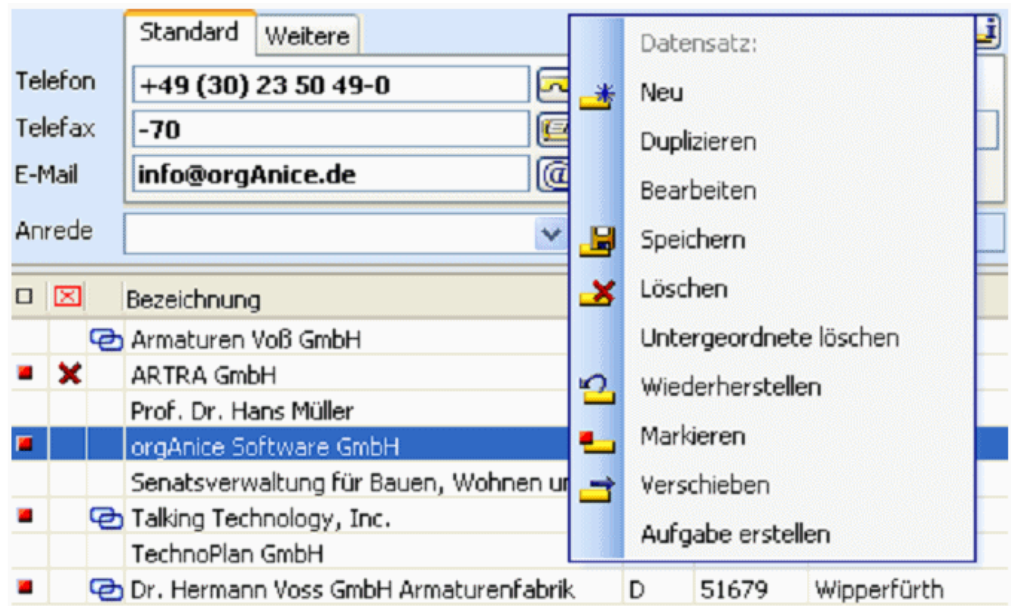 Standard Weitere
Telefon +49 (30) 23 50 49-0
Telefax -70
E-Mail info@orgAnice.de
Anrede
Datensatz:
Neu
Duplizieren
Bearbeiten
Speichern
Löschen
Untergeordnete löschen
Wiederherstellen
Markieren
Verschieben
Aufgabe erstellen
Bezeichnung
Armaturen Voß GmbH
ARTRA GmbH
Prof. Dr. Hans Müller
orgAnice Software GmbH
Senatsverwaltung für Bauen, Wohnen
Talking Technology, Inc.
TechnoPlan GmbH
Dr. Hermann Voss GmbH Armaturenfabrik D 51679 Wipperfürth